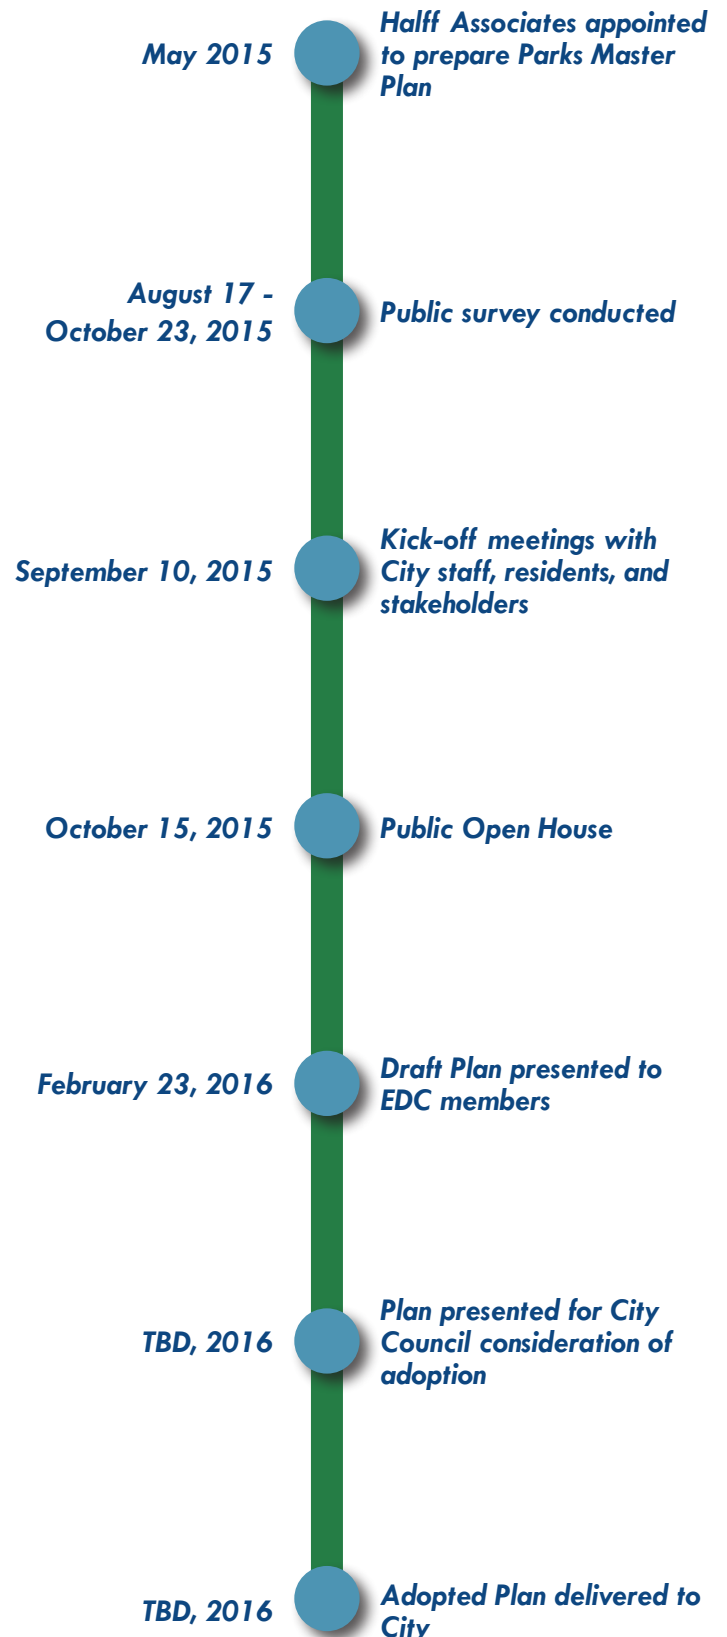 May 2015
Halff Associates appointed
to prepare Parks Master
Plan
August 17 -
October 23, 2015
Public survey conducted
September 10, 2015
Kick-off meetings with
City staff, residents, and
stakeholders
October 15, 2015
Public Open House
February 23, 2016
Draft Plan presented to
EDC members
TBD, 2016
Plan presented for City
Council consideration of
adoption
TBD, 2016
Adopted Plan delivered to
City